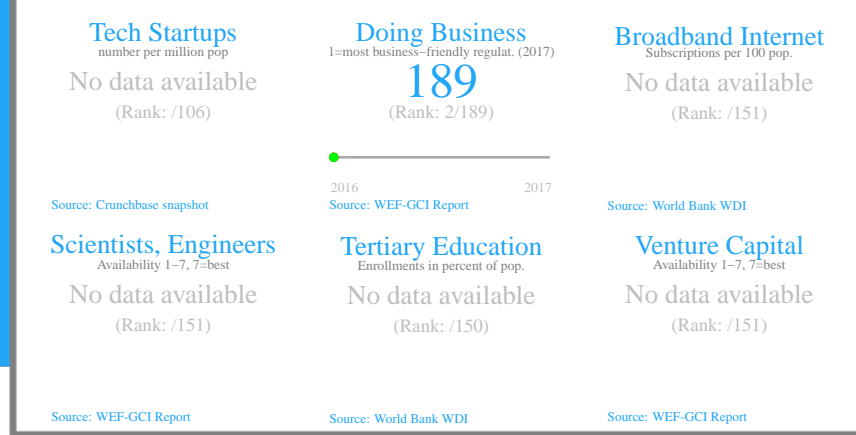 Tech Startups
number per million pop
No data available
(Rank: /106)
Source: Crunchbase snapshot
Doing Business
1=most business−friendly regulat. (2017)
189
(Rank: 2/189)
2016 2017
Source: WEF-GCI Report
Broadband Internet
Subscriptions per 100 pop.
No data available
(Rank: /151)
Source: World Bank WDI
Scientists, Engineers
Availability 1−7, 7=best
No data available
(Rank: /151)
Source: WEF-GCI Report
Tertiary Education
Enrollments in percent of pop.
No data available
(Rank: /150)
Source: World Bank WDI
Venture Capital
Availability 1−7, 7=best
No data available
(Rank: /151)
Source: WEF-GCI Report